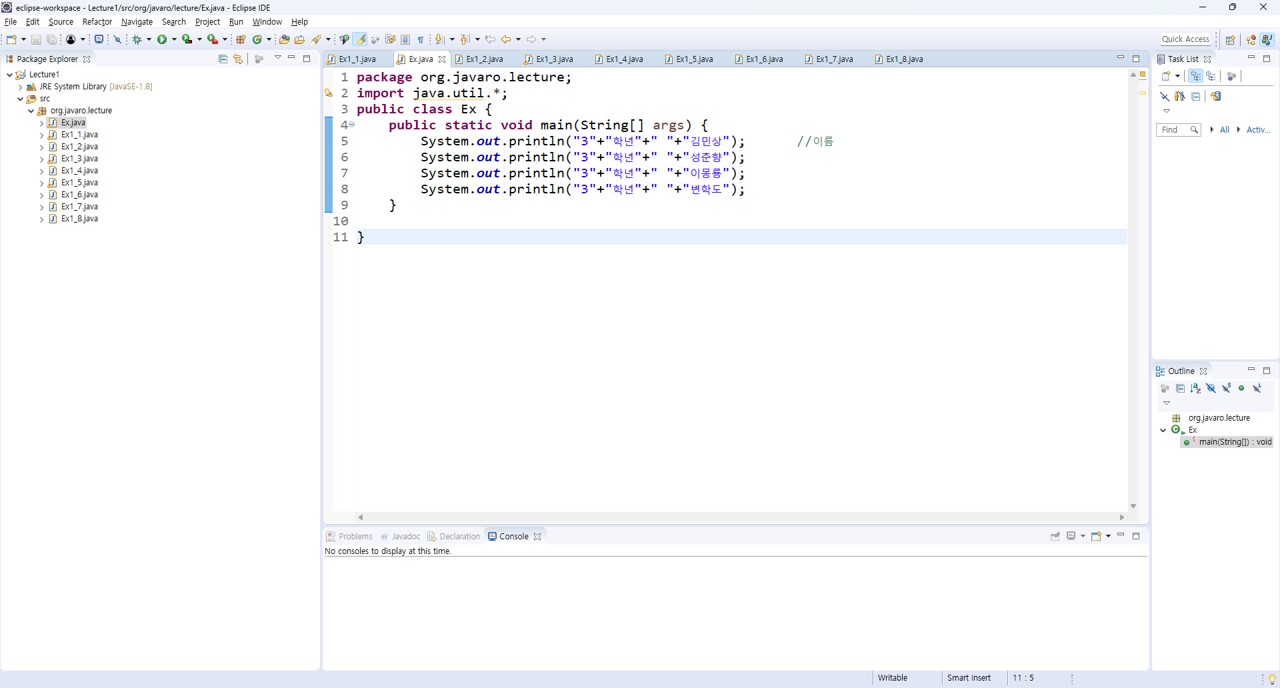 eclipse-workspace - Lecture1/src/org/javaro/lecture/Ex.java - Eclipse IDE
File Edit Source Refactor Navigate Search Project Run Window Help
Quick Access
Package Explorer
Lecture1
JRE System Library [JavaSE-1.8]
src
org.javaro.lecture
Ex.java
Ex1_1.java
Ex1_2.java
Ex1_3.java
Ex1_4.java
Ex1_5.java
Ex1_6.java
Ex1_7.java
Ex1_8.java
Ex1_1.java Ex.java Ex1_2.java Ex1_3.java Ex1_4.java Ex1_5.java Ex1_6.java Ex1_7.java Ex1_8.java
1 package org.javaro.lecture;
2 import java.util.*;
3 public class Ex {
4 public static void main(String[] args) {
5 System.out.println("3"+"학년"+" "+"김민상"); //이름
6 System.out.println("3"+"학년"+" "+"성준향");
7 System.out.println("3"+"학년"+" "+"이몽룡");
8 System.out.println("3"+"학년"+" "+"변학도");
9 }
10
11 }
Problems Javadoc Declaration Console
No consoles to display at this time.
Task List
Find All Activ...
Outline
org.javaro.lecture
Ex
main(String[]) : void
Writable Smart Insert 11 : 5